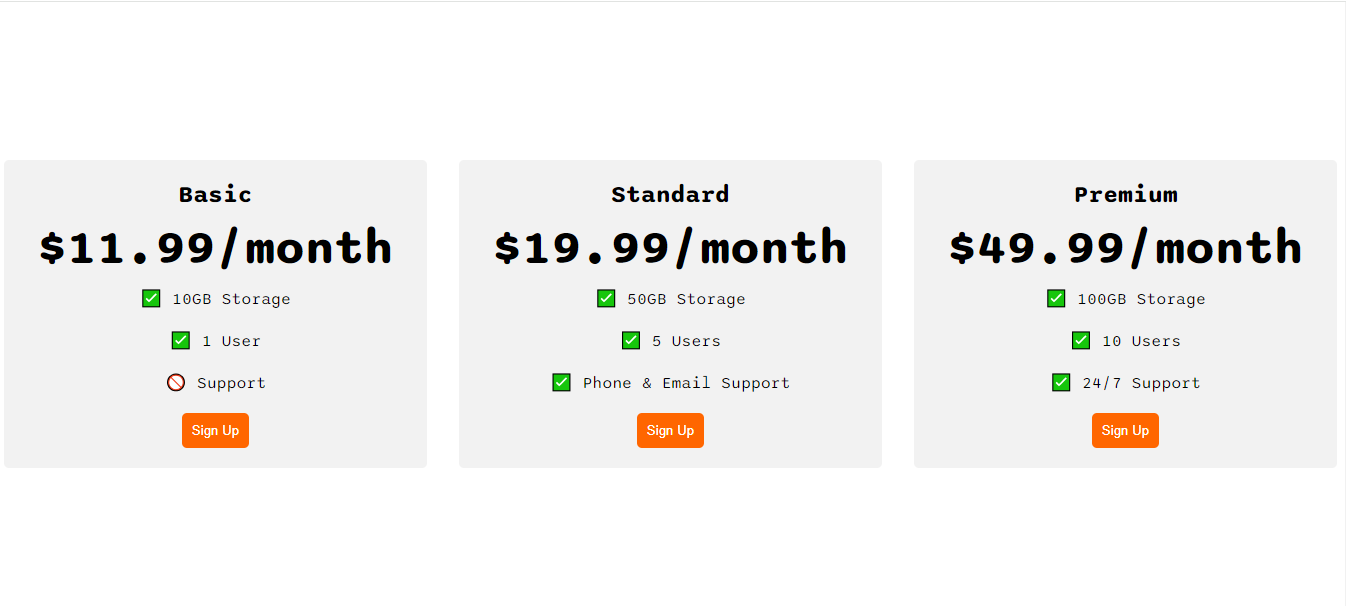 Basic
$11.99/month
✅ 10GB Storage
✅ 1 User
🚫 Support
Sign Up
Standard
$19.99/month
✅ 50GB Storage
✅ 5 Users
✅ Phone & Email Support
Sign Up
Premium
$49.99/month
✅ 100GB Storage
✅ 10 Users
✅ 24/7 Support
Sign Up